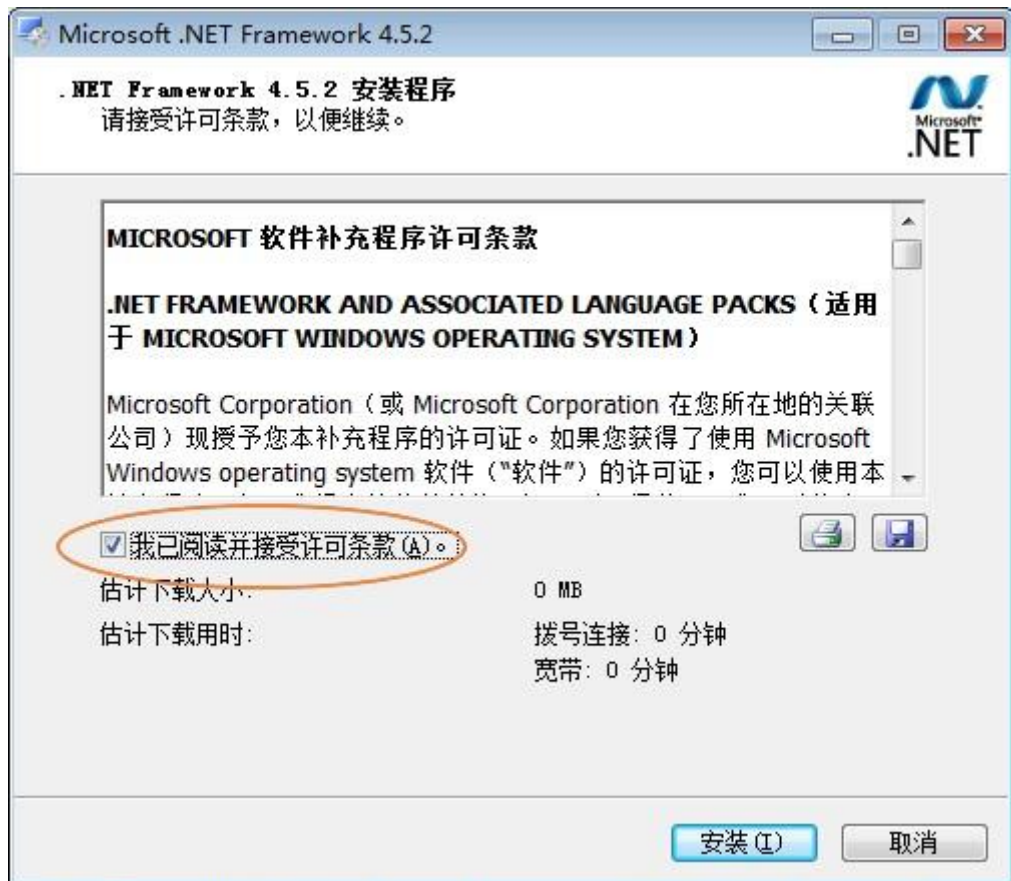 Microsoft .NET Framework 4.5.2
.NET Framework 4.5.2 安装程序
请接受许可条款，以便继续。
Microsoft
.NET
MICROSOFT 软件补充程序许可条款
.NET FRAMEWORK AND ASSOCIATED LANGUAGE PACKS（适用
于 MICROSOFT WINDOWS OPERATING SYSTEM）
Microsoft Corporation（或 Microsoft Corporation 在您所在地的关联
公司）现授予您本补充程序的许可证。如果您获得了使用 Microsoft
Windows operating system 软件（“软件”）的许可证，您可以使用本
我已阅读并接受许可条款(A)。
估计下载大小:
0 MB
估计下载用时:
拨号连接: 0 分钟
宽带: 0 分钟
安装(I)
取消